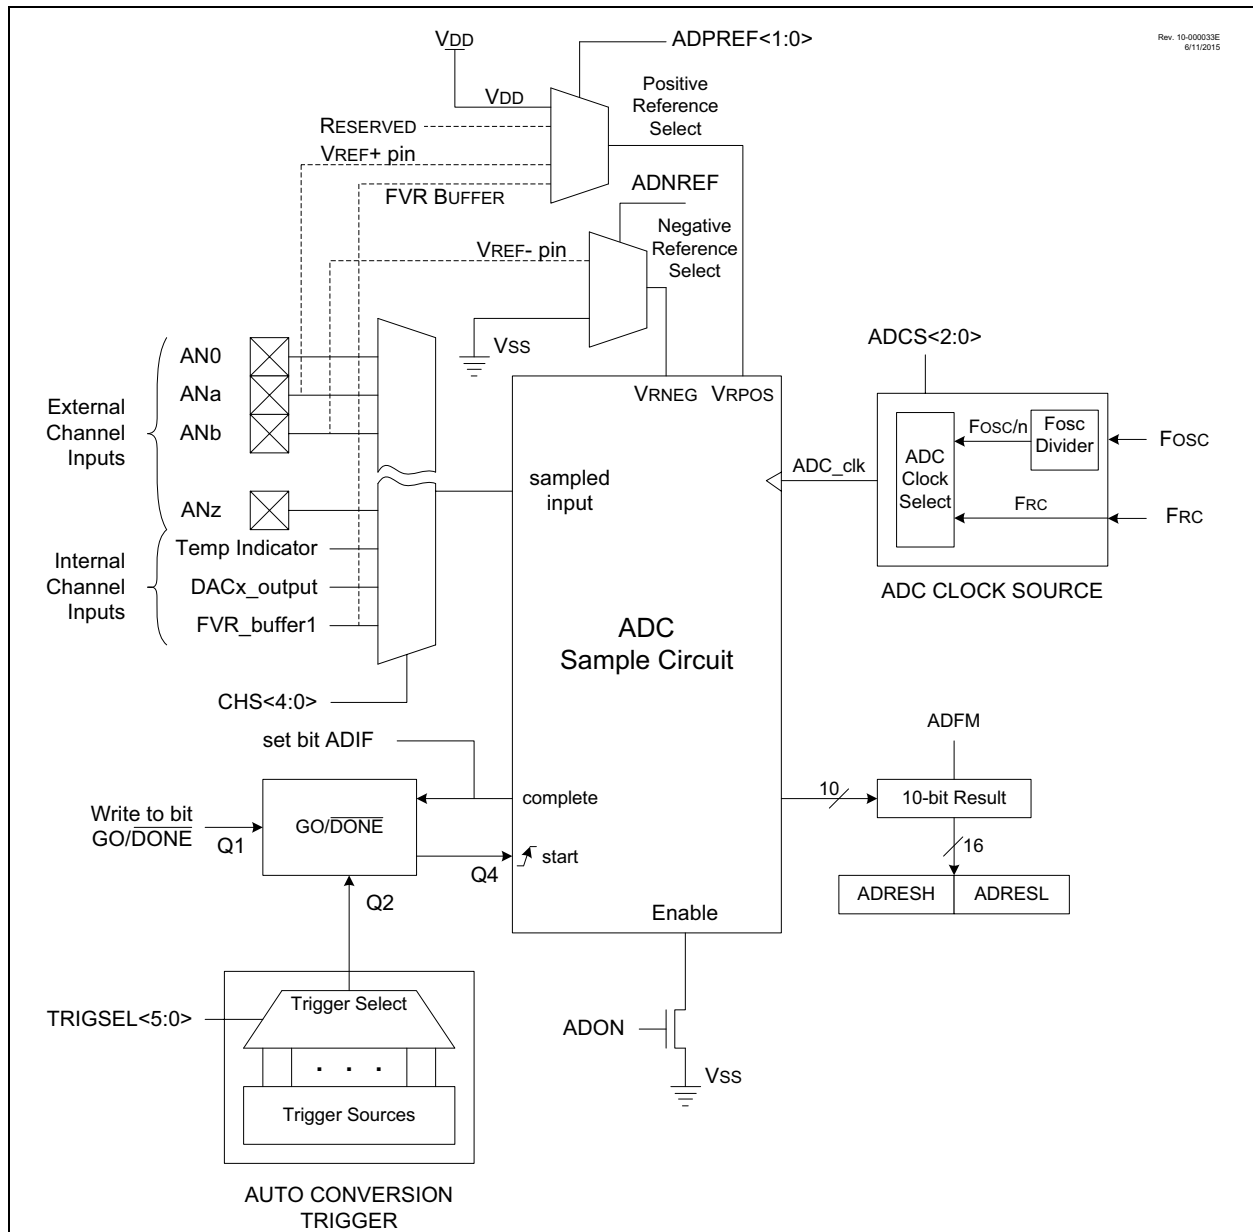 Rev. 10-000033E
6/11/2015
VDD
ADPREF<1:0>
Positive
Reference
Select
VDD
RESERVED
VREF+ pin
FVR BUFFER
ADNREF
Negative
Reference
Select
VREF- pin
VSS
External
Channel
Inputs
AN0
ANa
ANb
ANz
Internal
Channel
Inputs
Temp Indicator
DACx_output
FVR_buffer1
CHS<4:0>
VRNEG
VRPOS
sampled
input
ADC_clk
ADCS<2:0>
ADC
Clock
Select
FOSC/n
Fosc
Divider
FOSC
FRC
FRC
ADC CLOCK SOURCE
ADC
Sample Circuit
set bit ADIF
Write to bit
GO/DONE
Q1
GO/DONE
complete
start
Q4
Q2
Enable
ADFM
10
10-bit Result
16
ADRESH
ADRESL
TRIGSEL<5:0>
Trigger Select
. . .
Trigger Sources
AUTO CONVERSION
TRIGGER
ADON
VSS